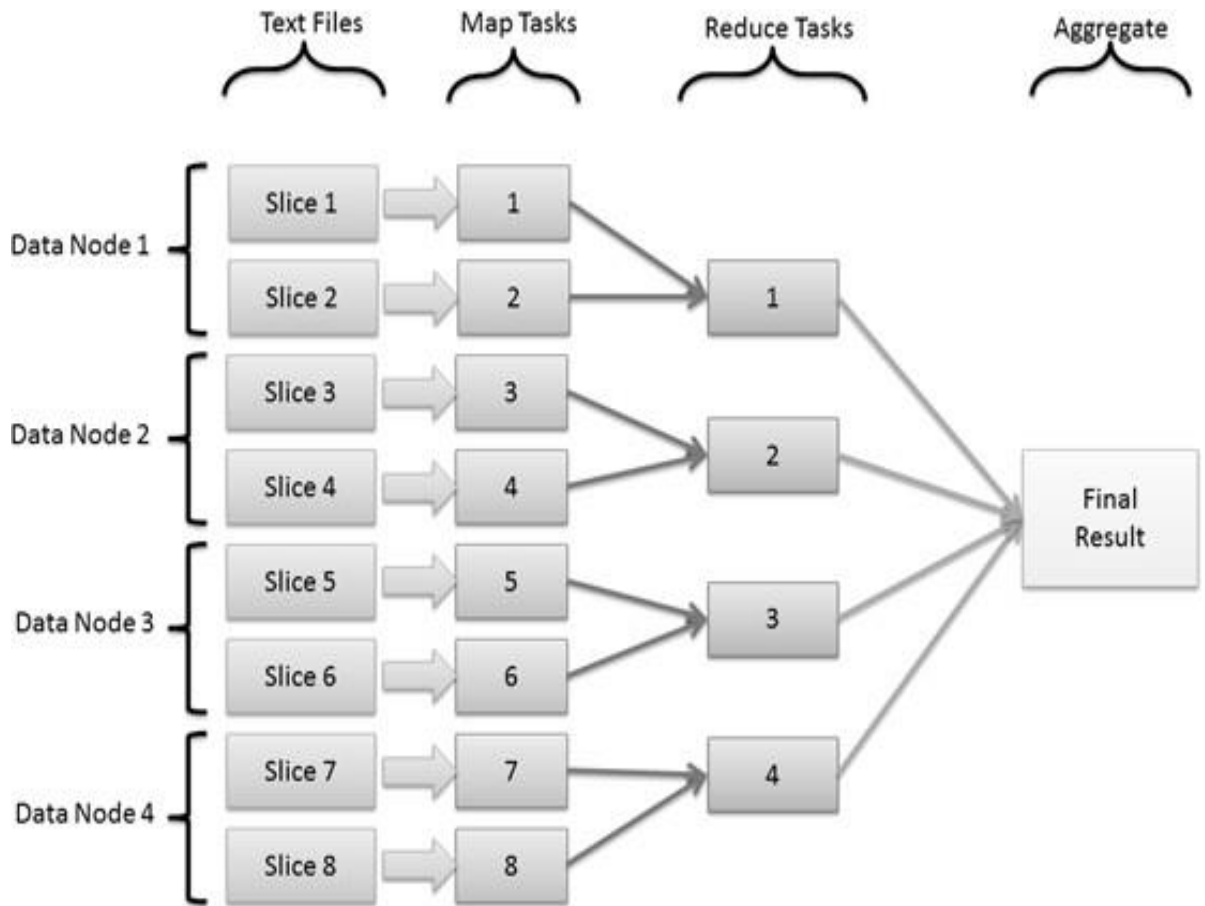 Text Files
Map Tasks
Reduce Tasks
Aggregate
Data Node 1
Slice 1
1
Slice 2
2
1
Data Node 2
Slice 3
3
Slice 4
4
2
Data Node 3
Slice 5
5
Slice 6
6
3
Data Node 4
Slice 7
7
Slice 8
8
4
Final
Result